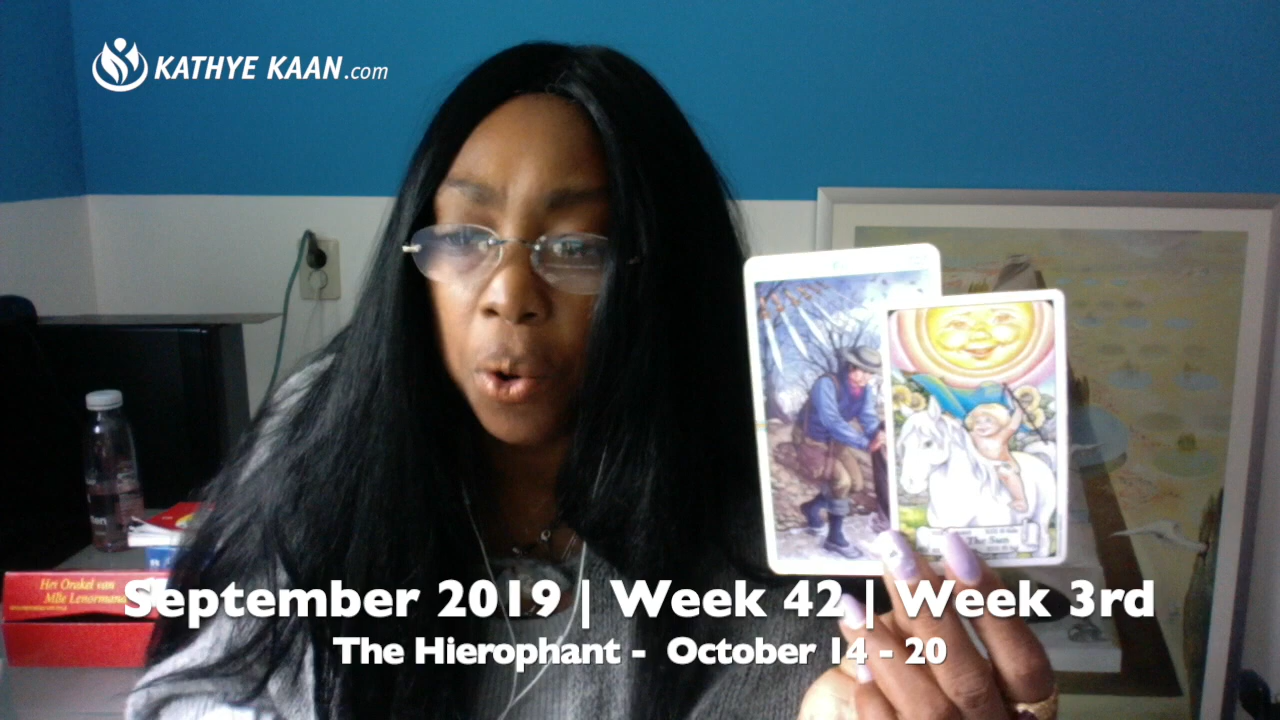 KATHYE KAAN.com
The Sun
Het Orakel van
Mlle Lenormand
September 2019 | Week 42 | Week 3rd
The Hierophant - October 14 - 20